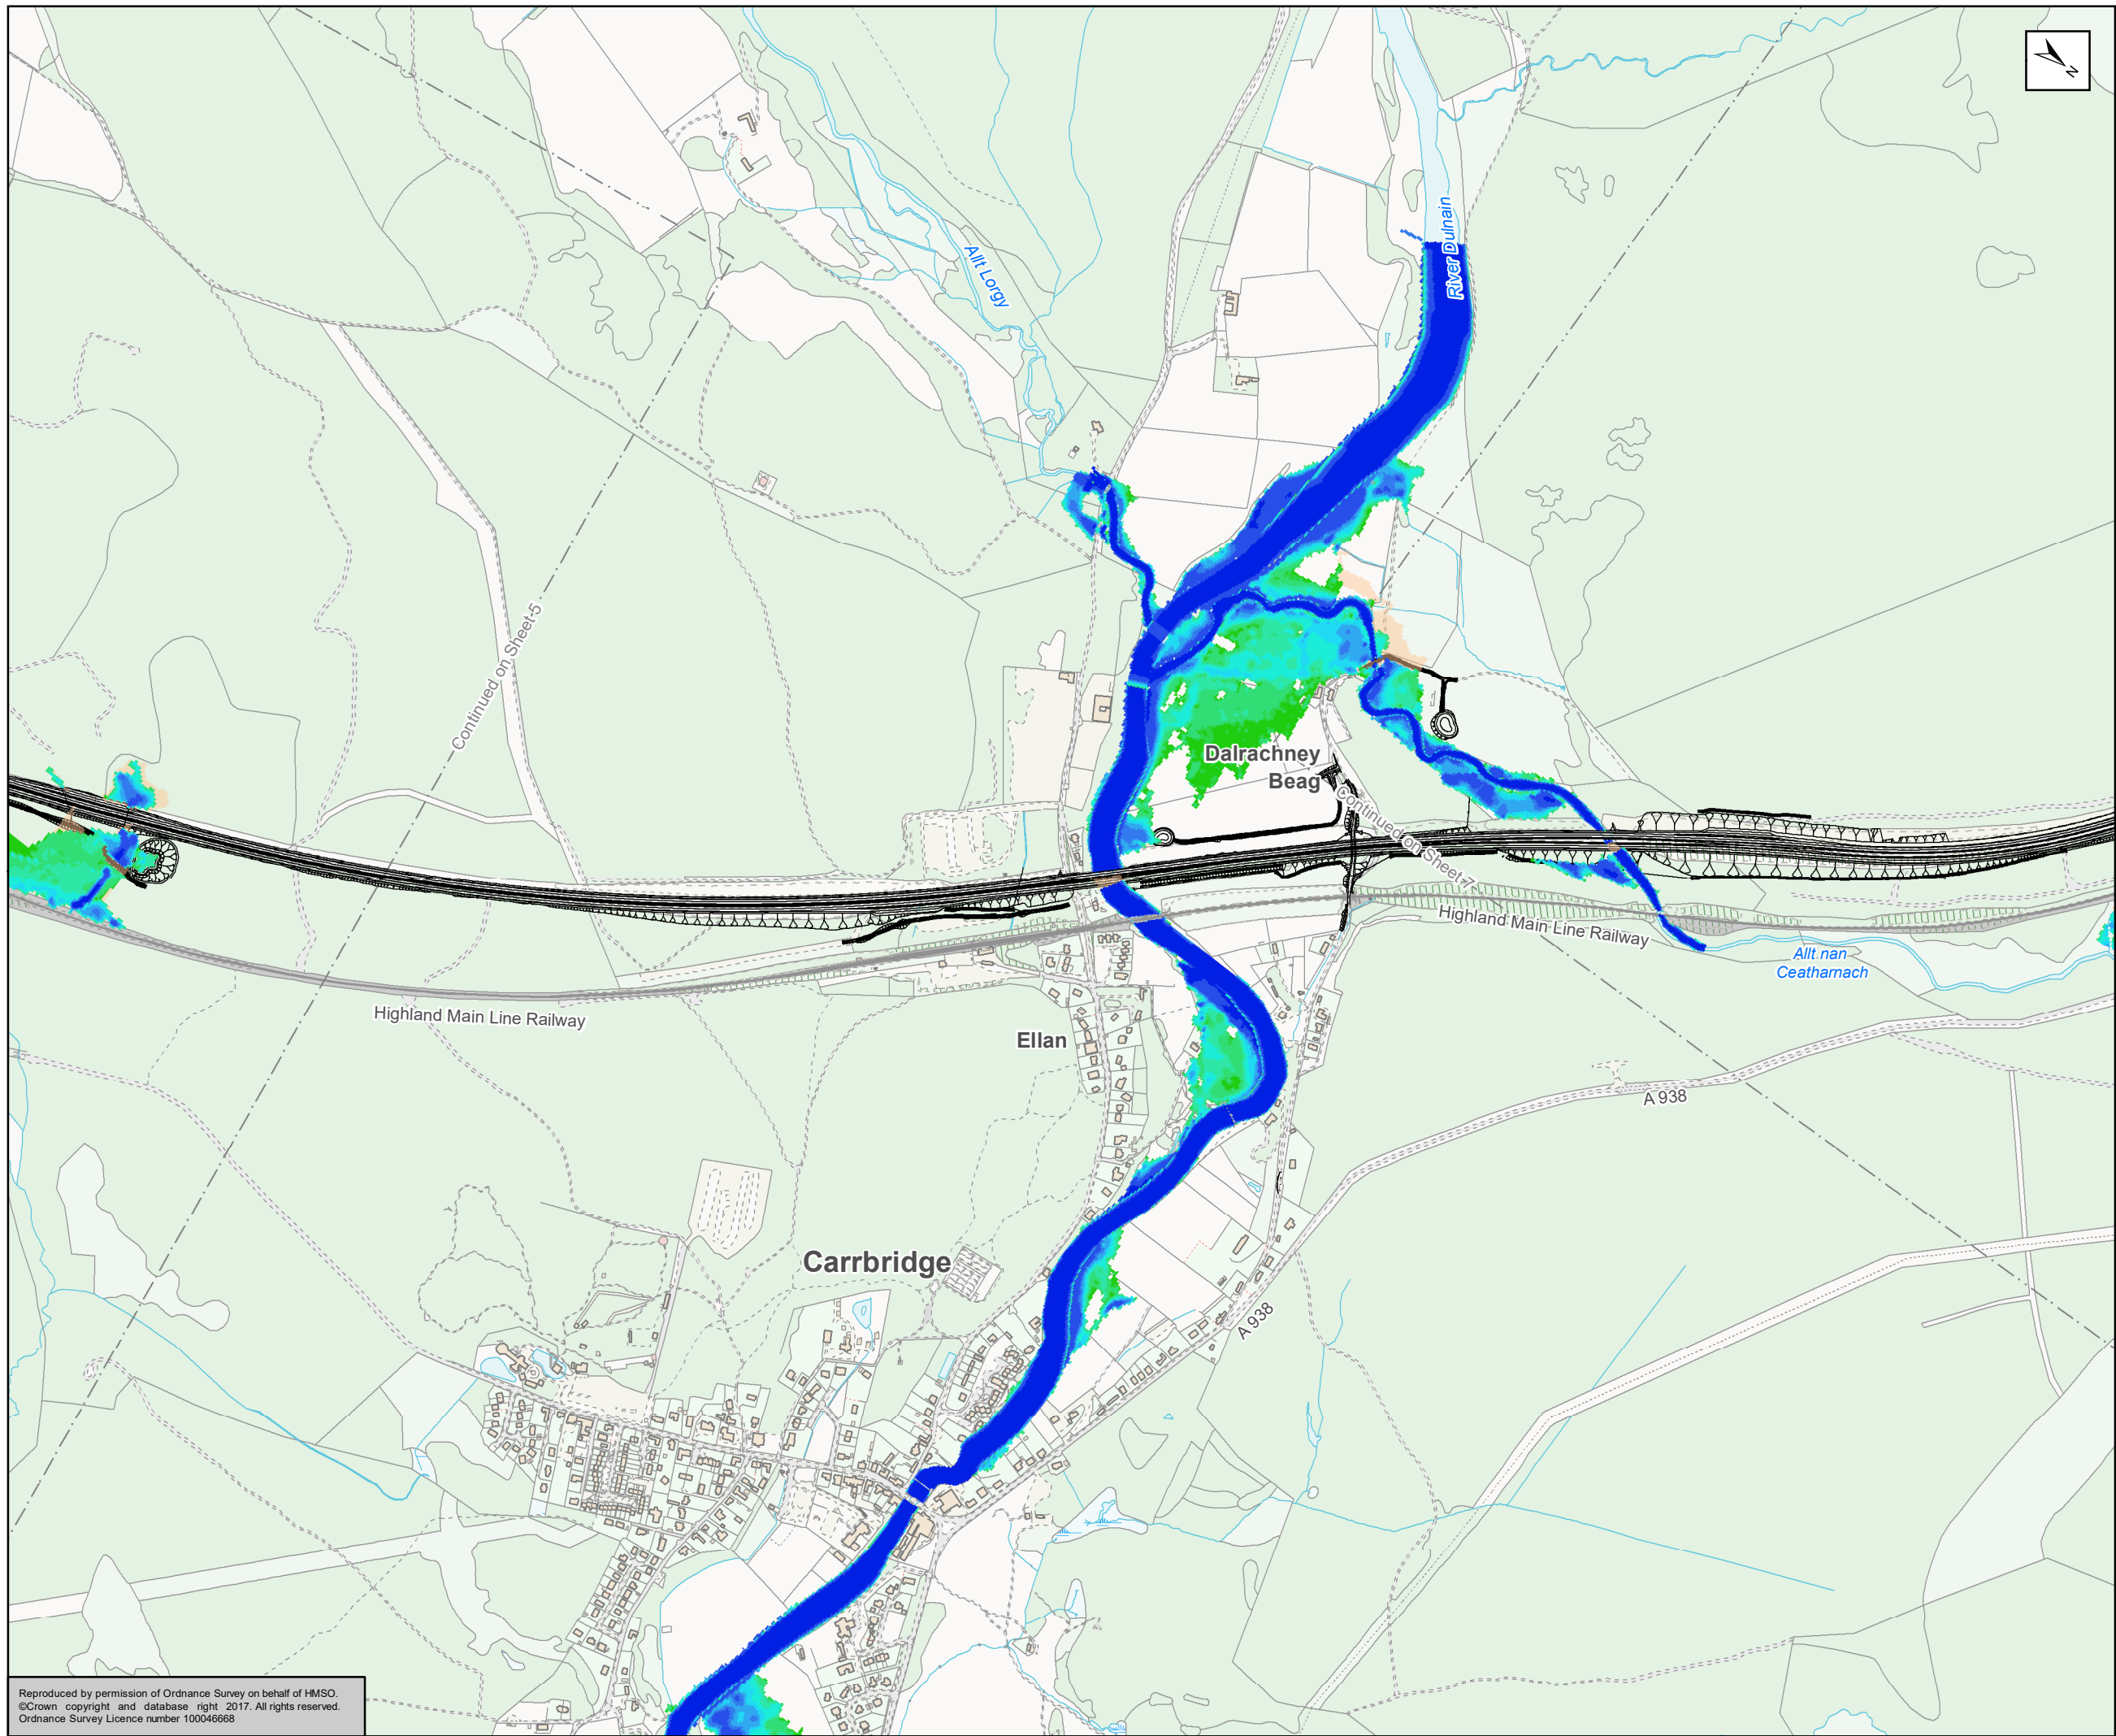 N
River Dulnain
Allt Lorgy
Continued on Sheet 5
Dalrachney
Beag
Continued on Sheet 7
Highland Main Line Railway
Allt nan
Ceatharnach
Highland Main Line Railway
Ellan
A 938
Carrbridge
A 938
Reproduced by permission of Ordnance Survey on behalf of HMSO.
©Crown copyright and database right 2017. All rights reserved.
Ordnance Survey Licence number 100046668